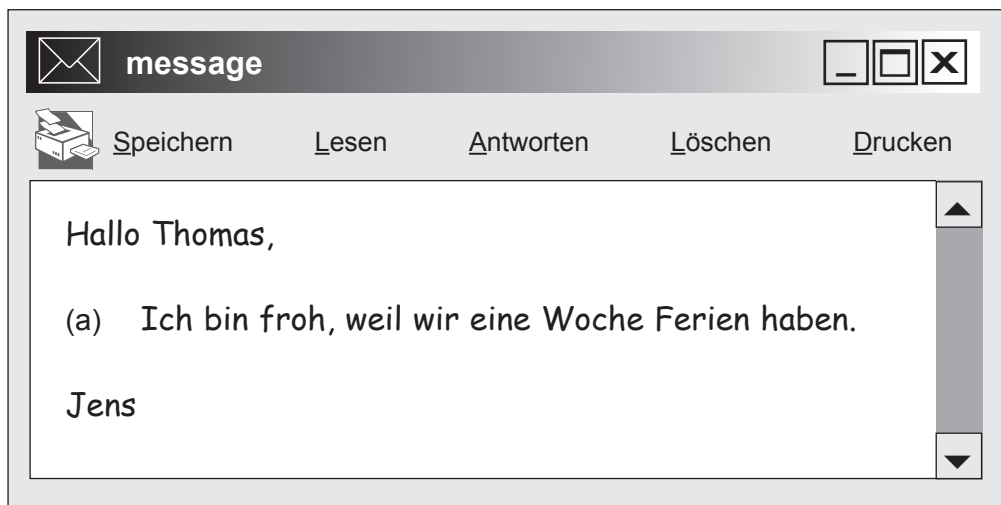 message
Speichern Lesen Antworten Löschen Drucken
Hallo Thomas,
(a) Ich bin froh, weil wir eine Woche Ferien haben.
Jens